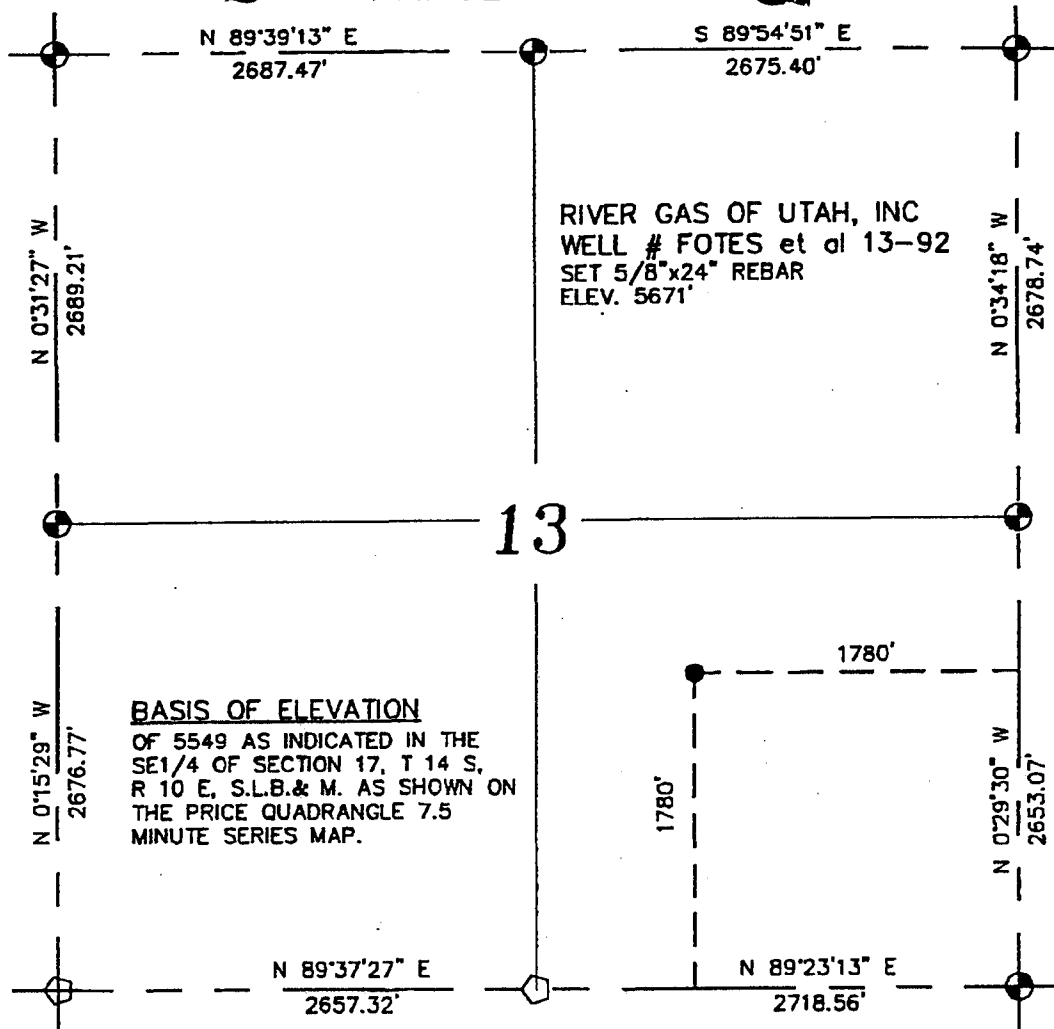 N 89°39'13" E
2687.47'
S 89°54'51" E
2675.40'
N 0°31'27" W
2689.21'
RIVER GAS OF UTAH, INC
WELL # FOTES et al 13-92
SET 5/8"x24" REBAR
ELEV. 5671'
N 0°34'18" W
2678.74'
13
1780'
1780'
BASIS OF ELEVATION
OF 5549 AS INDICATED IN THE
SE1/4 OF SECTION 17, T 14 S,
R 10 E, S.L.B.& M. AS SHOWN ON
THE PRICE QUADRANGLE 7.5
MINUTE SERIES MAP.
N 0°15'29" W
2676.77'
N 0°29'30" W
2653.07'
N 89°37'27" E
2657.32'
N 89°23'13" E
2718.56'